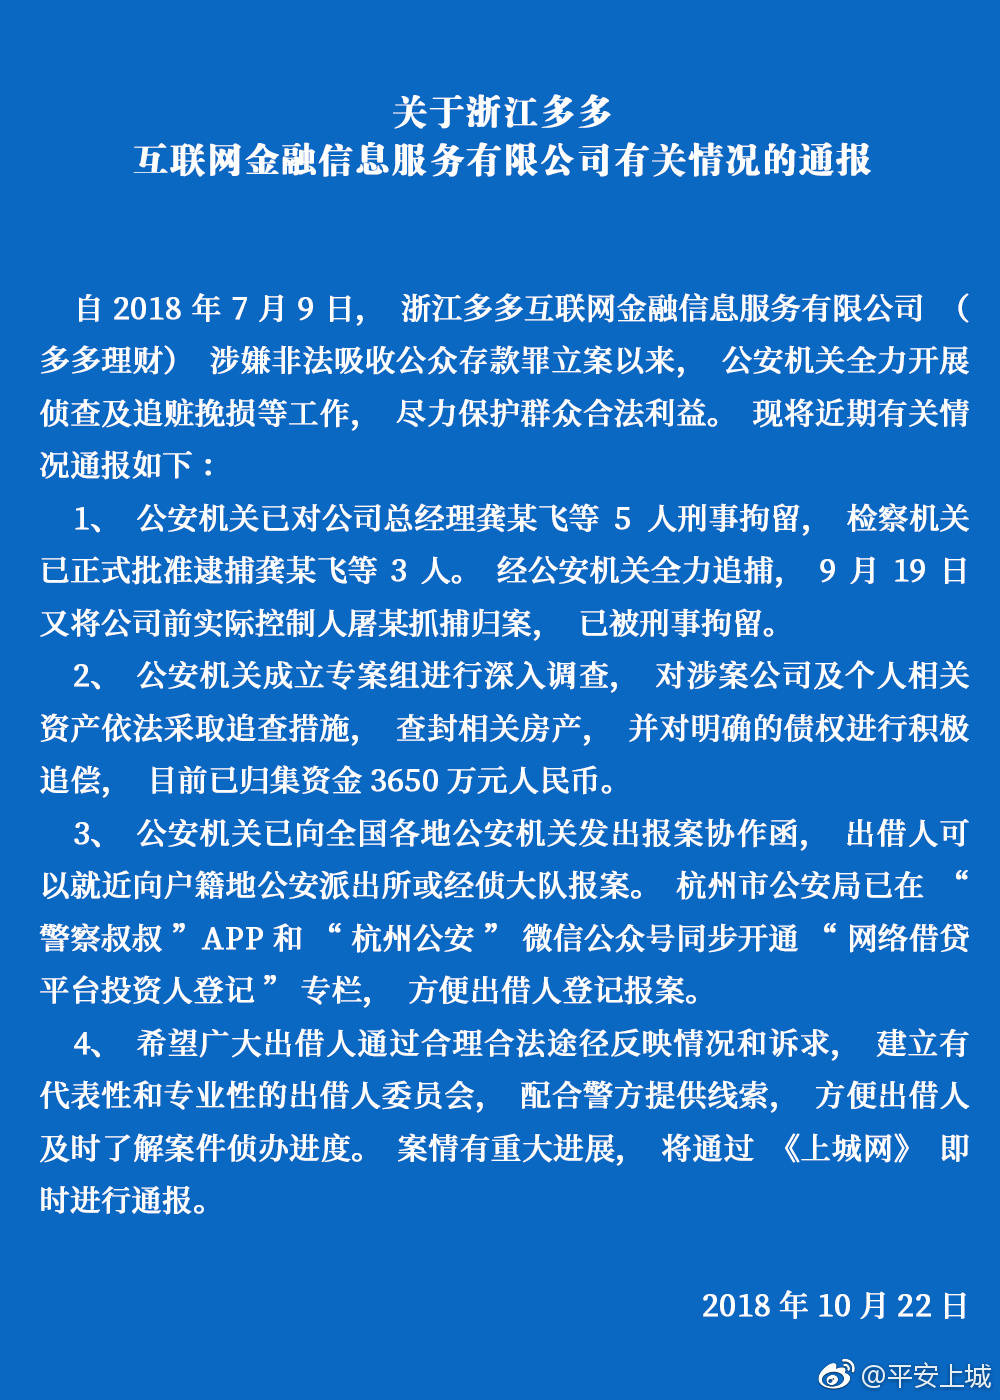 关于浙江多多
互联网金融信息服务有限公司有关情况的通报
自 2018 年 7 月 9 日， 浙江多多互联网金融信息服务有限公司 （
多多理财） 涉嫌非法吸收公众存款罪立案以来， 公安机关全力开展
侦查及追赃挽损等工作， 尽力保护群众合法利益。 现将近期有关情
况通报如下：
1、 公安机关已对公司总经理龚某飞等 5 人刑事拘留， 检察机关
已正式批准逮捕龚某飞等 3 人。 经公安机关全力追捕， 9 月 19 日
又将公司前实际控制人屠某抓捕归案， 已被刑事拘留。
2、 公安机关成立专案组进行深入调查， 对涉案公司及个人相关
资产依法采取追查措施， 查封相关房产， 并对明确的债权进行积极
追偿， 目前已归集资金 3650 万元人民币。
3、 公安机关已向全国各地公安机关发出报案协作函， 出借人可
以就近向户籍地公安派出所或经侦大队报案。 杭州市公安局已在 “
警察叔叔 ”APP 和 “ 杭州公安 ” 微信公众号同步开通 “ 网络借贷
平台投资人登记 ” 专栏， 方便出借人登记报案。
4、 希望广大出借人通过合理合法途径反映情况和诉求， 建立有
代表性和专业性的出借人委员会， 配合警方提供线索， 方便出借人
及时了解案件侦办进度。 案情有重大进展， 将通过 《上城网》 即
时进行通报。
2018 年 10 月 22 日
@平安上城